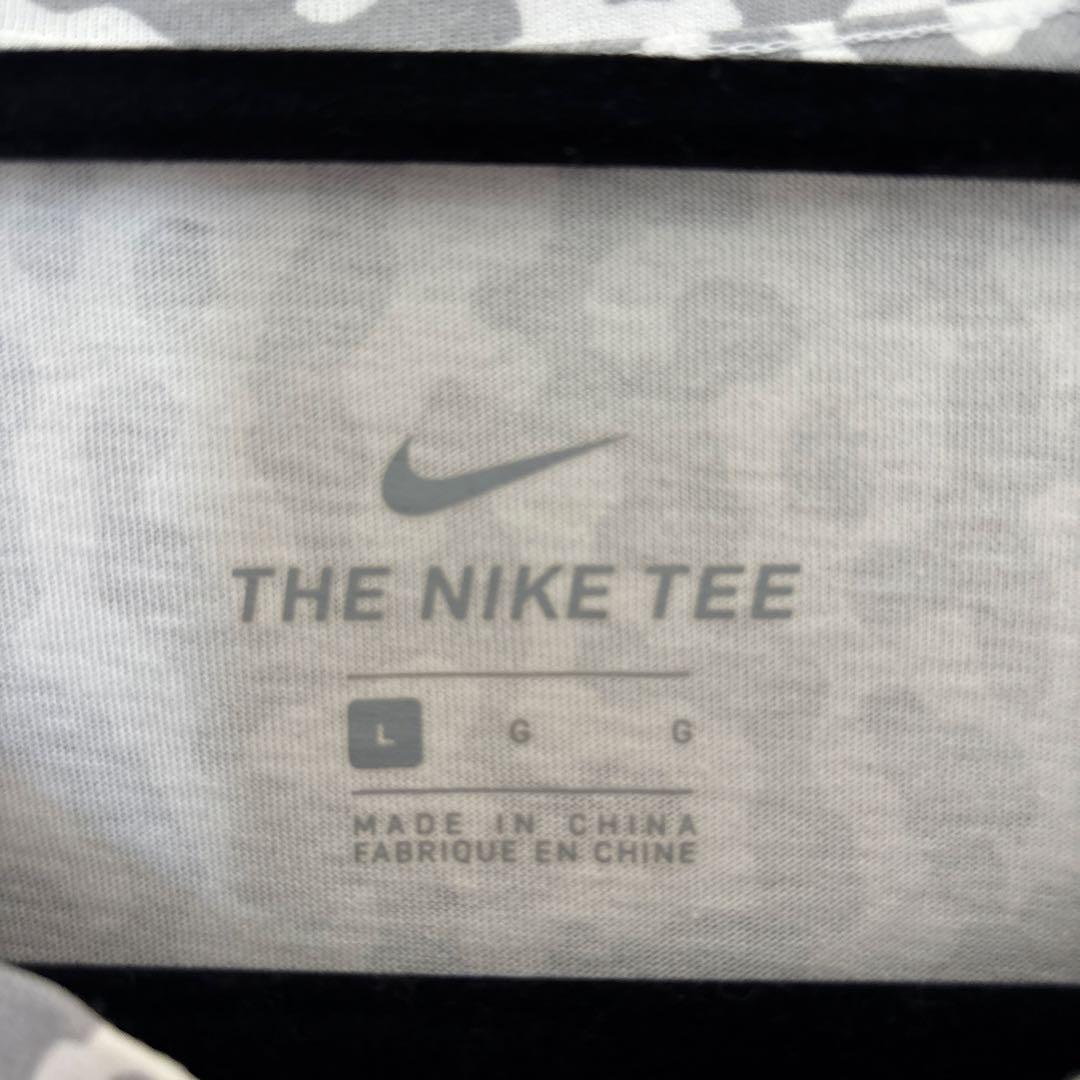 THE NIKE TEE
L G G
MADE IN CHINA
FABRIQUE EN CHINE